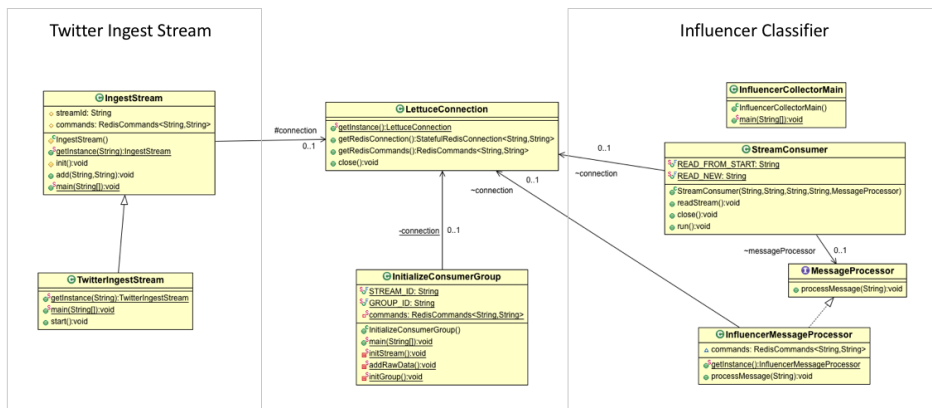 Twitter Ingest Stream
IngestStream
streamId: String
commands: RedisCommands<String,String>
IngestStream()
getInstance(String):IngestStream
init():void
add(String,String):void
main(String[]):void
TwitterIngestStream
getInstance(String):TwitterIngestStream
main(String[]):void
start():void
#connection
0..1
LettuceConnection
getInstance():LettuceConnection
getRedisConnection():StatefulRedisConnection<String,String>
getRedisCommands():RedisCommands<String,String>
close():void
-connection
0..1
InitializeConsumerGroup
STREAM_ID: String
GROUP_ID: String
commands: RedisCommands<String,String>
InitializeConsumerGroup()
main(String[]):void
initStream():void
addRawData():void
initGroup():void
0..1
~connection
0..1
~connection
Influencer Classifier
InfluencerCollectorMain
InfluencerCollectorMain()
main(String[]):void
StreamConsumer
READ_FROM_START: String
READ_NEW: String
StreamConsumer(String,String,String,String,MessageProcessor)
readStream():void
close():void
run():void
~messageProcessor
0..1
MessageProcessor
processMessage(String):void
InfluencerMessageProcessor
commands: RedisCommands<String,String>
getInstance():InfluencerMessageProcessor
processMessage(String):void